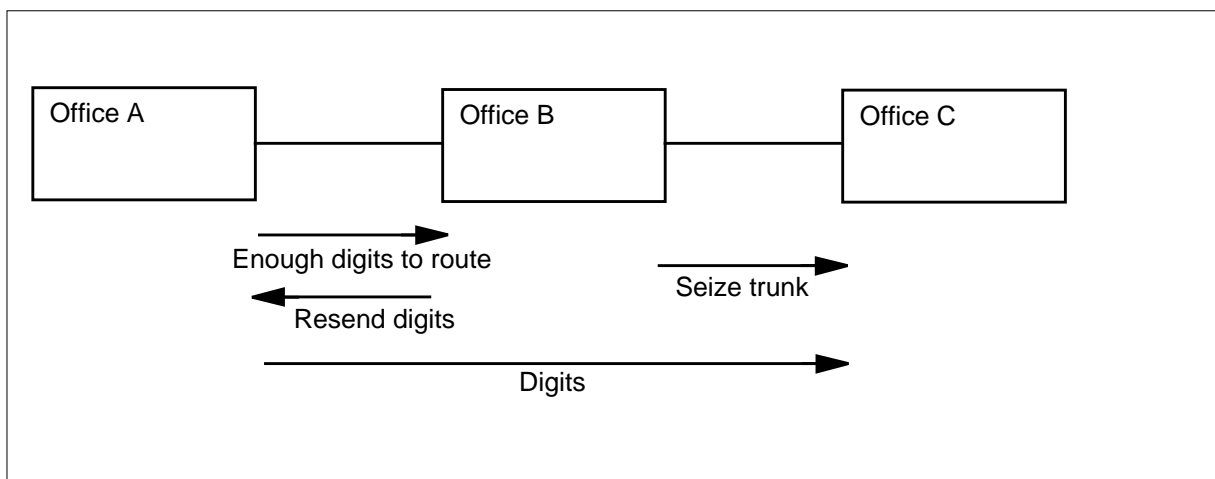 Office A
Office B
Office C
Enough digits to route
Seize trunk
Resend digits
Digits